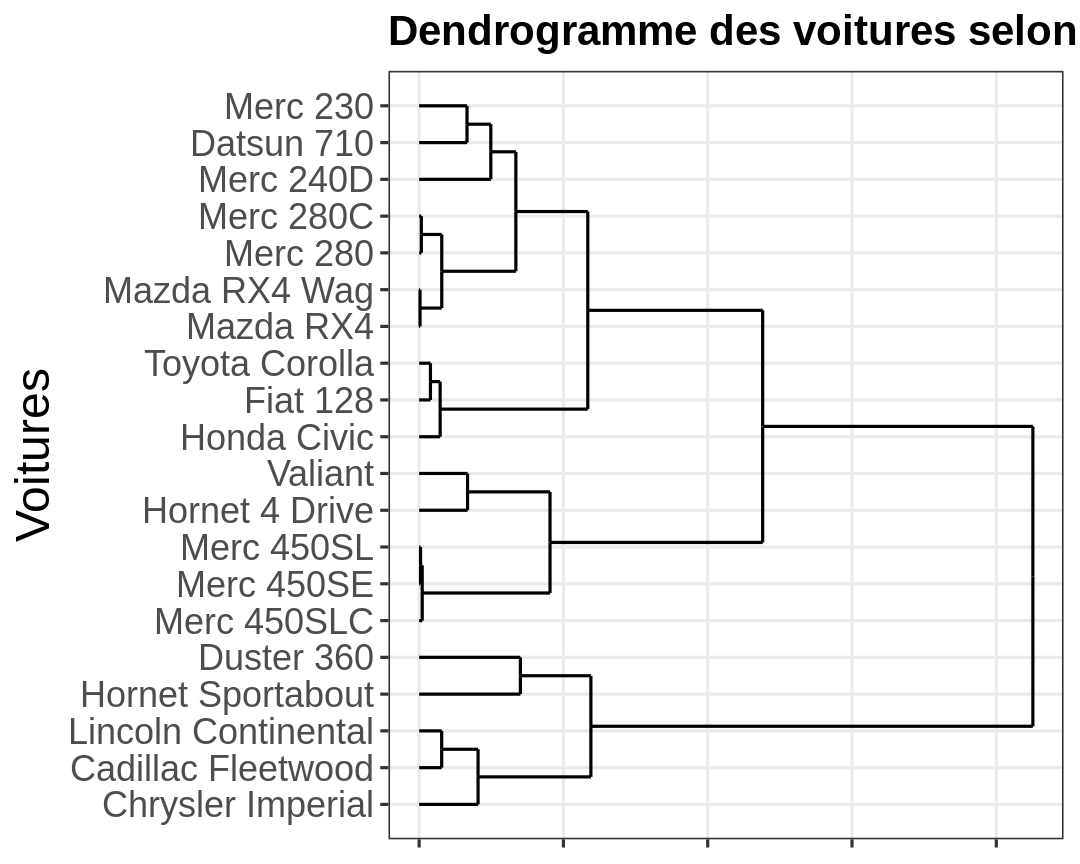 Dendrogramme des voitures selon
Merc 230
Datsun 710
Merc 240D
Merc 280C
Merc 280
Mazda RX4 Wag
Mazda RX4
Toyota Corolla
Fiat 128
Honda Civic
Valiant
Hornet 4 Drive
Merc 450SL
Merc 450SE
Merc 450SLC
Duster 360
Hornet Sportabout
Lincoln Continental
Cadillac Fleetwood
Chrysler Imperial
Voitures